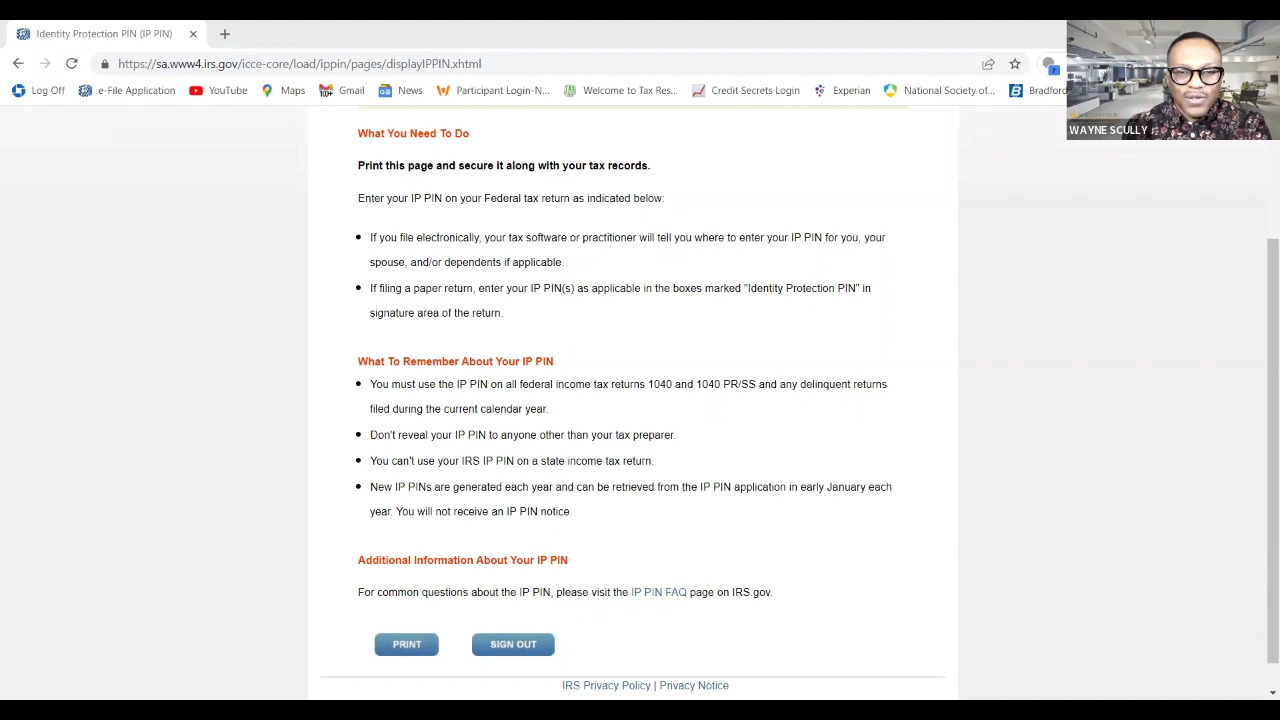 Identity Protection PIN (IP PIN)
https://sa.www4.irs.gov/icce-core/load/ippin/pages/displayIPPIN.xhtml
Log Off e-File Application YouTube Maps Gmail News Participant Login-N... Welcome to Tax Res... Credit Secrets Login Experian National Society of... Bradford
WAYNE SCULLY
What You Need To Do
Print this page and secure it along with your tax records.
Enter your IP PIN on your Federal tax return as indicated below:
If you file electronically, your tax software or practitioner will tell you where to enter your IP PIN for you, your
spouse, and/or dependents if applicable.
If filing a paper return, enter your IP PIN(s) as applicable in the boxes marked "Identity Protection PIN" in
signature area of the return.
What To Remember About Your IP PIN
You must use the IP PIN on all federal income tax returns 1040 and 1040 PR/SS and any delinquent returns
filed during the current calendar year.
Don't reveal your IP PIN to anyone other than your tax preparer.
You can't use your IRS IP PIN on a state income tax return.
New IP PINs are generated each year and can be retrieved from the IP PIN application in early January each
year. You will not receive an IP PIN notice.
Additional Information About Your IP PIN
For common questions about the IP PIN, please visit the IP PIN FAQ page on IRS.gov.
PRINT SIGN OUT
IRS Privacy Policy | Privacy Notice